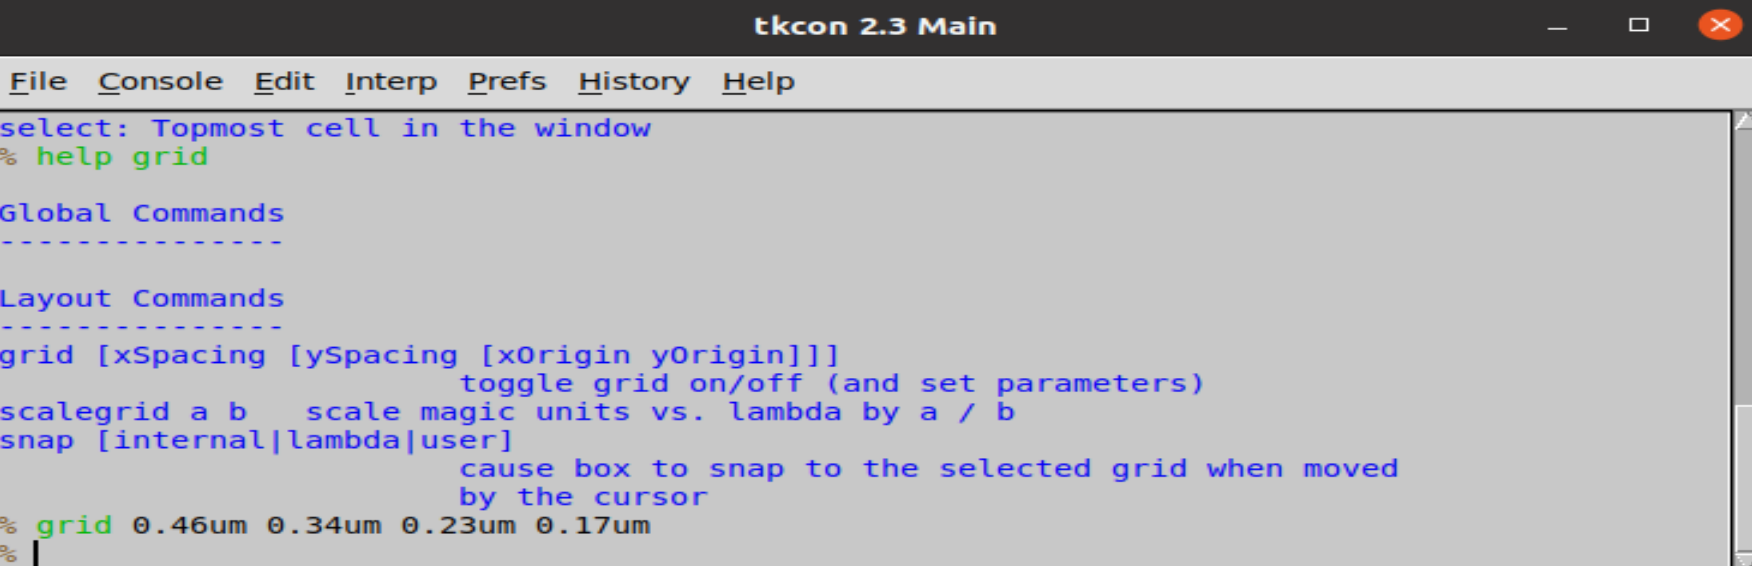 tkcon 2.3 Main
File Console Edit Interp Prefs History Help
select: Topmost cell in the window
% help grid
Global Commands
---------------
Layout Commands
---------------
grid [xSpacing [ySpacing [xOrigin yOrigin]]]
toggle grid on/off (and set parameters)
scalegrid a b   scale magic units vs. lambda by a / b
snap [internal|lambda|user]
cause box to snap to the selected grid when moved
by the cursor
% grid 0.46um 0.34um 0.23um 0.17um
%